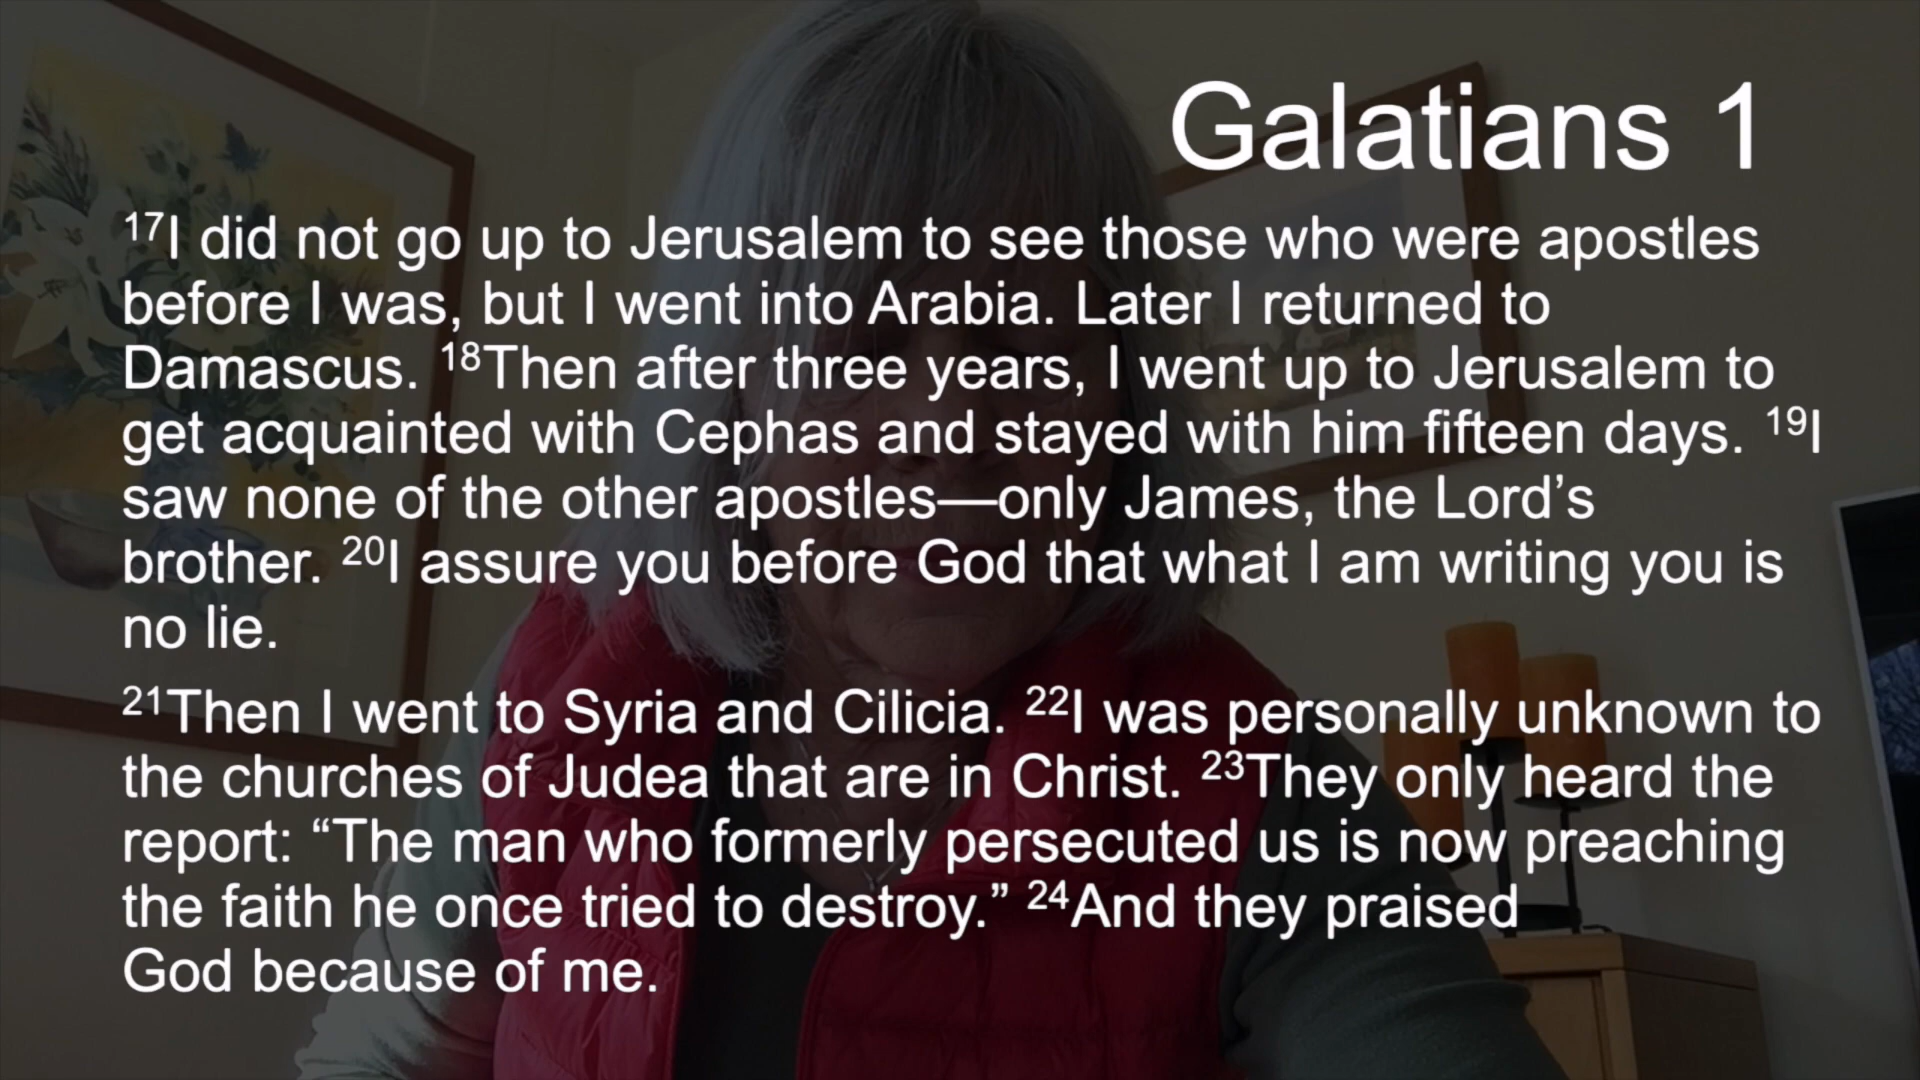 Galatians 1
17I did not go up to Jerusalem to see those who were apostles
before I was, but I went into Arabia. Later I returned to
Damascus. 18Then after three years, I went up to Jerusalem to
get acquainted with Cephas and stayed with him fifteen days. 19I
saw none of the other apostles—only James, the Lord’s
brother. 20I assure you before God that what I am writing you is
no lie.
21Then I went to Syria and Cilicia. 22I was personally unknown to
the churches of Judea that are in Christ. 23They only heard the
report: “The man who formerly persecuted us is now preaching
the faith he once tried to destroy.” 24And they praised
God because of me.